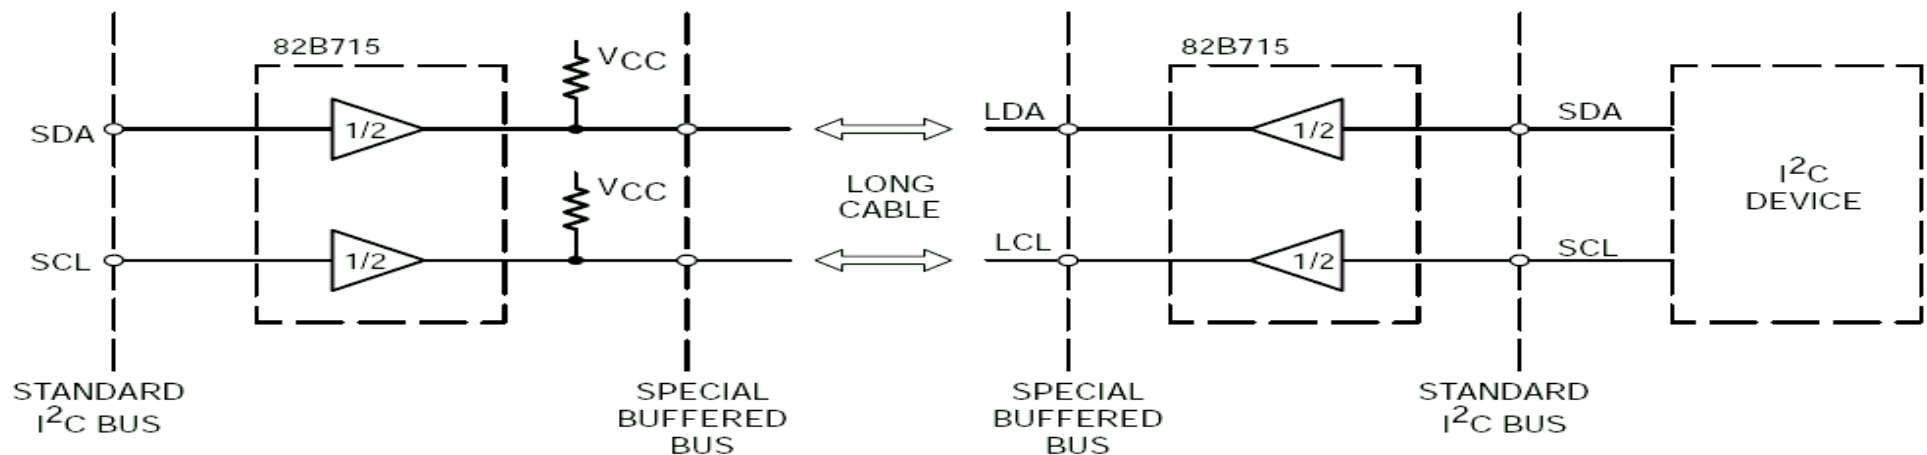 82B715
VCC
SDA
1/2
VCC
SCL
1/2
LONG
CABLE
82B715
LDA
1/2
SDA
LCL
1/2
SCL
I²C
DEVICE
STANDARD
I²C BUS
SPECIAL
BUFFERED
BUS
SPECIAL
BUFFERED
BUS
STANDARD
I²C BUS